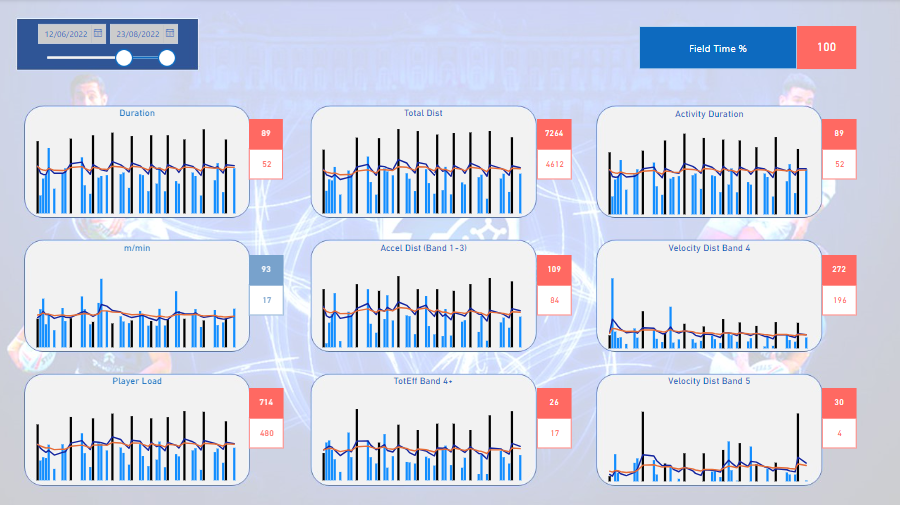 12/06/2022 23/08/2022
Field Time % 100
Duration
89
52
Total Dist
7264
4612
Activity Duration
89
52
m/min
93
17
Accel Dist (Band 1-3)
109
84
Velocity Dist Band 4
272
196
Player Load
714
480
TotEff Band 4+
26
17
Velocity Dist Band 5
30
4